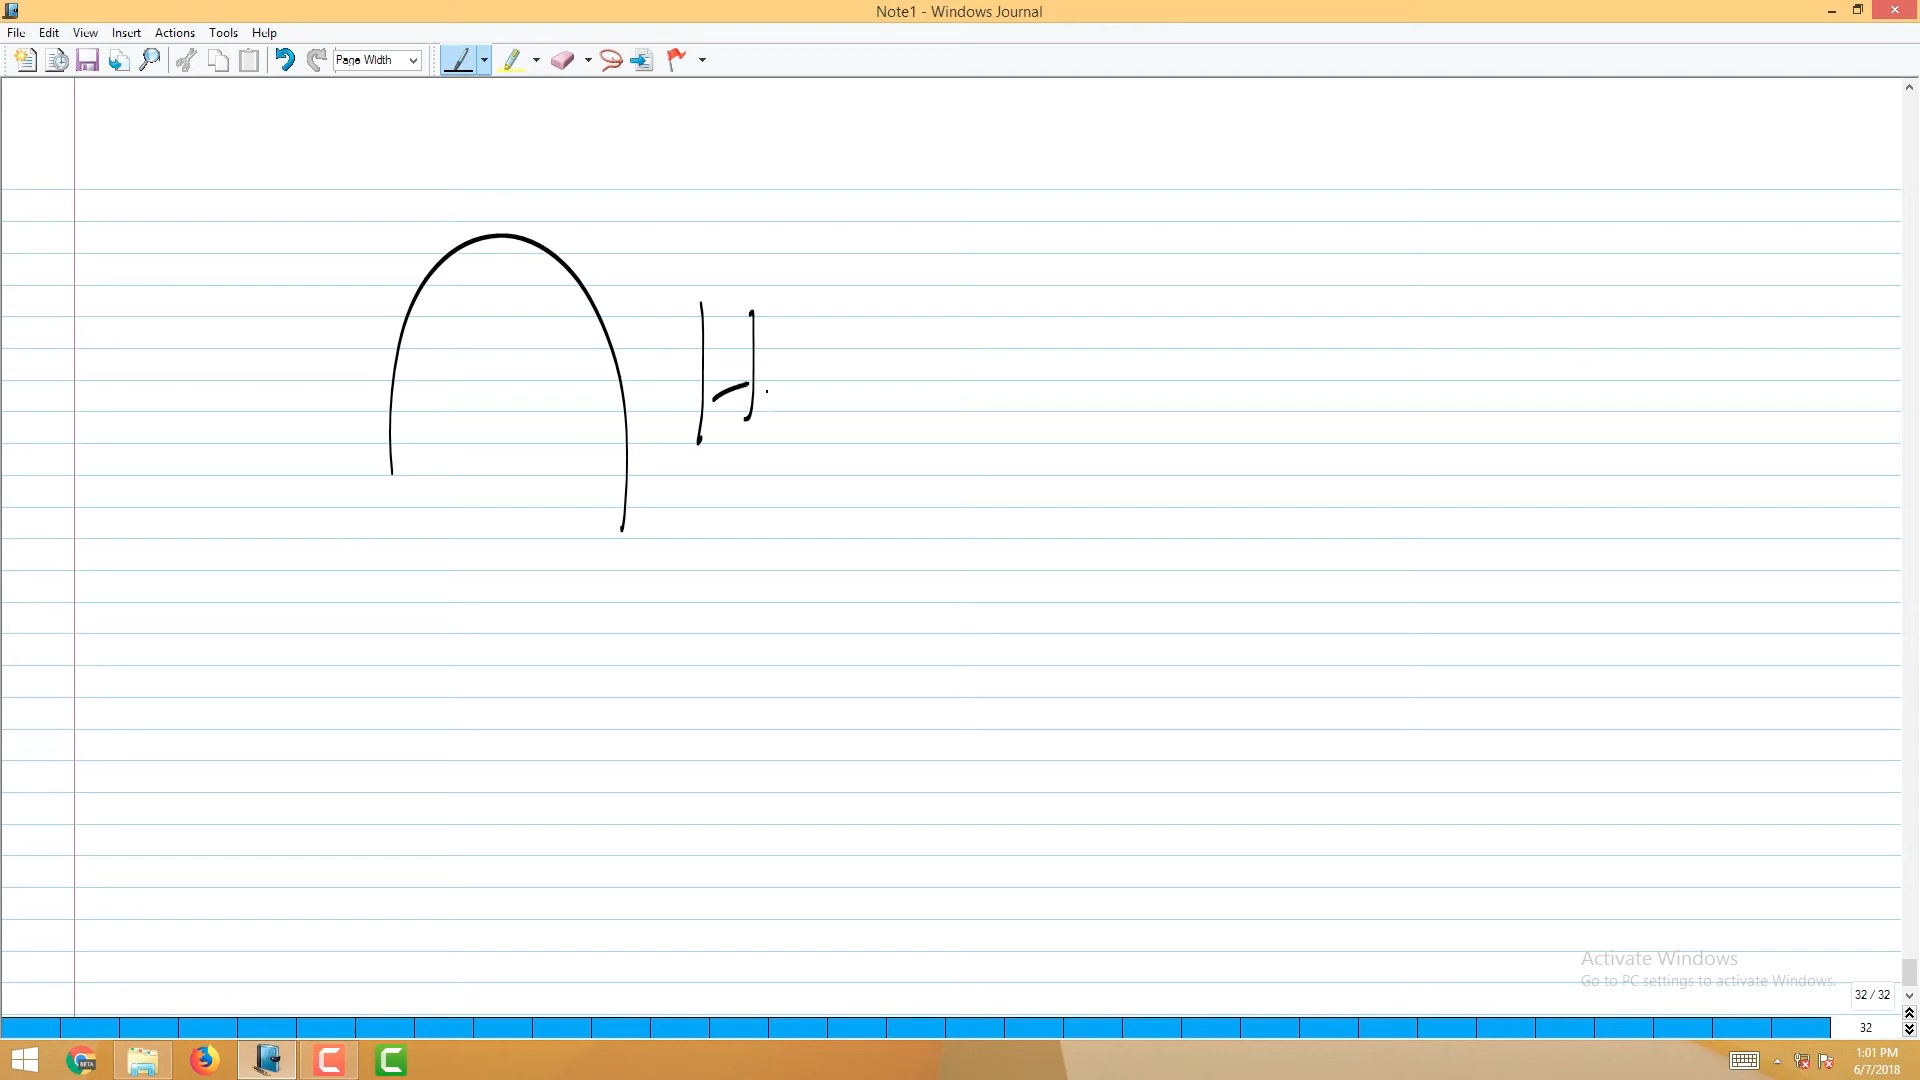 Note1 - Windows Journal
File Edit View Insert Actions Tools Help
Page Width
H
Activate Windows
Go to PC settings to activate Windows.
32 / 32
32
BETA
1:01 PM
6/7/2018